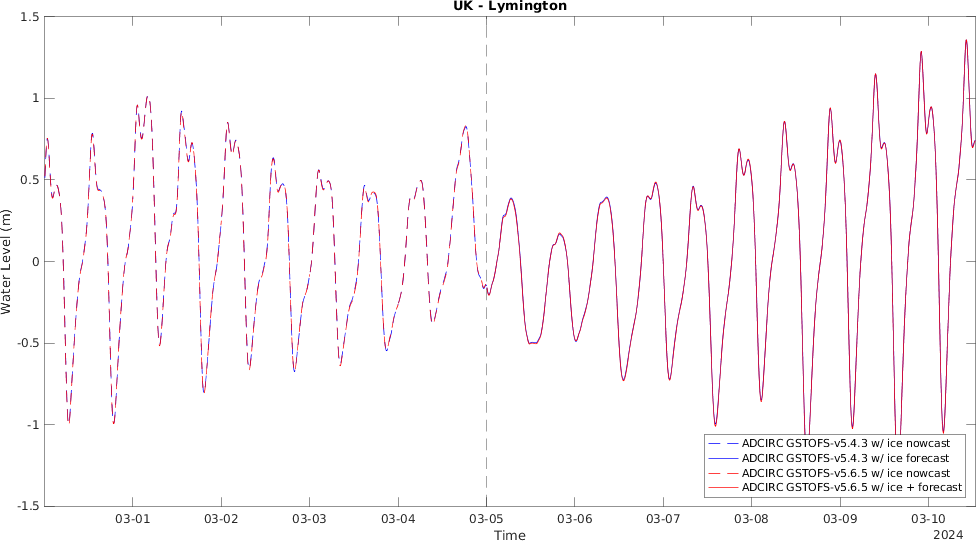 UK - Lymington
1.5
1
0.5
0
-0.5
-1
-1.5
Water Level (m)
ADCIRC GSTOFS-v5.4.3 w/ ice nowcast
ADCIRC GSTOFS-v5.4.3 w/ ice forecast
ADCIRC GSTOFS-v5.6.5 w/ ice nowcast
ADCIRC GSTOFS-v5.6.5 w/ ice + forecast
03-01 03-02 03-03 03-04 03-05 03-06 03-07 03-08 03-09 03-10
Time
2024